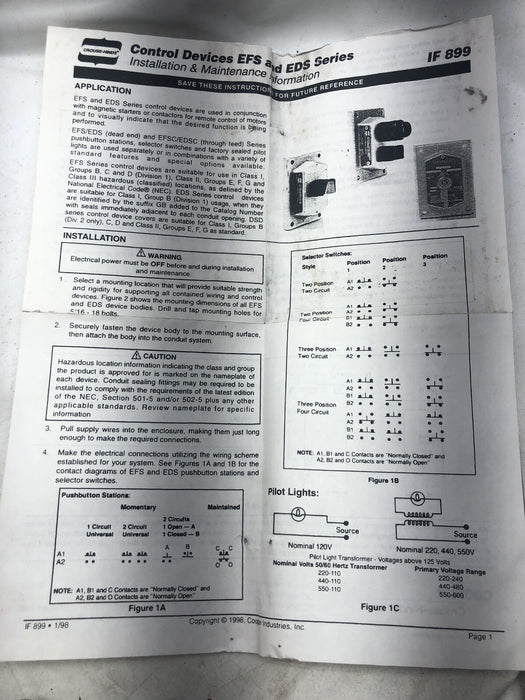 CROUSE-HINDS
Control Devices EFS and EDS Series
IF 899
Installation & Maintenance Information
SAVE THESE INSTRUCTIONS FOR FUTURE REFERENCE
APPLICATION
EFS and EDS Series control devices are used in conjunction
with magnetic starters or contactors for remote control of motors
and to visually indicate that the desired function is being
performed.
EFS/EDS (dead end) and EFSC/EDSC (through feed) Series
pushbutton stations, selector switches and factory sealed pilot
lights are used separately or in combinations with a variety of
standard features and special options available.
EFS Series control devices are suitable for use in Class I,
Groups B, C and D (Division 1), Class II, Groups E, F, G and
Class III hazardous (classified) locations, as defined by the
National Electrical Code® (NEC). EDS Series control devices
are suitable for Class I, Group B (Division 1) usage, when they
are identified by the suffix GB added to the Catalog Number
with seals immediately adjacent to each conduit opening. DSD
series control device covers are suitable for Class I, Groups B
(Div. 2 only), C, D and Class II, Groups E, F, G as standard.
INSTALLATION
WARNING
Electrical power must be OFF before and during installation
and maintenance.
1. Select a mounting location that will provide suitable strength
and rigidity for supporting all contained wiring and control
devices. Figure 2 shows the mounting dimensions of all EFS
and EDS device bodies. Drill and tap mounting holes for
5/16 - 18 bolts.
2. Securely fasten the device body to the mounting surface,
then attach the body into the conduit system.
CAUTION
Hazardous location information indicating the class and group
the product is approved for is marked on the nameplate of
each device. Conduit sealing fittings may be required to be
installed to comply with the requirements of the latest edition
of the NEC, Section 501-5 and/or 502-5 plus any other
applicable standards. Review nameplate for specific
information
3. Pull supply wires into the enclosure, making them just long
enough to make the required connections.
4. Make the electrical connections utilizing the wiring scheme
established for your system. See Figures 1A and 1B for the
contact diagrams of EFS and EDS pushbutton stations and
selector switches.
Pushbutton Stations:
Momentary Maintained
2 Circuits
1 Circuit 2 Circuit 1 Open — A
Universal Universal 1 Closed — B
A B C C
A1
A2
O O
NOTE: A1, B1 and C Contacts are "Normally Closed" and
A2, B2 and O Contacts are "Normally Open"
Figure 1A
Selector Switches:
Style Position 1 Position 2 Position 3
Two Position A1
Two Circuit A2
A1
Two Position A2
Four Circuit B1
B2
Three Position A1
Two Circuit A2
A1
A2
B1
Three Position B2
Four Circuit A1
A2
B1
B2
NOTE: A1, B1 and C Contacts are "Normally Closed" and
A2, B2 and O Contacts are "Normally Open"
Figure 1B
Pilot Lights:
Source
Source
Nominal 120V
Nominal 220, 440, 550V
Pilot Light Transformer - Voltages above 125 Volts
Nominal Volts 50/60 Hertz Transformer Primary Voltage Range
220-110 220-240
440-110 440-480
550-110 550-600
Figure 1C
IF 899 • 1/98
Copyright © 1998, Cooper Industries, Inc.
Page 1